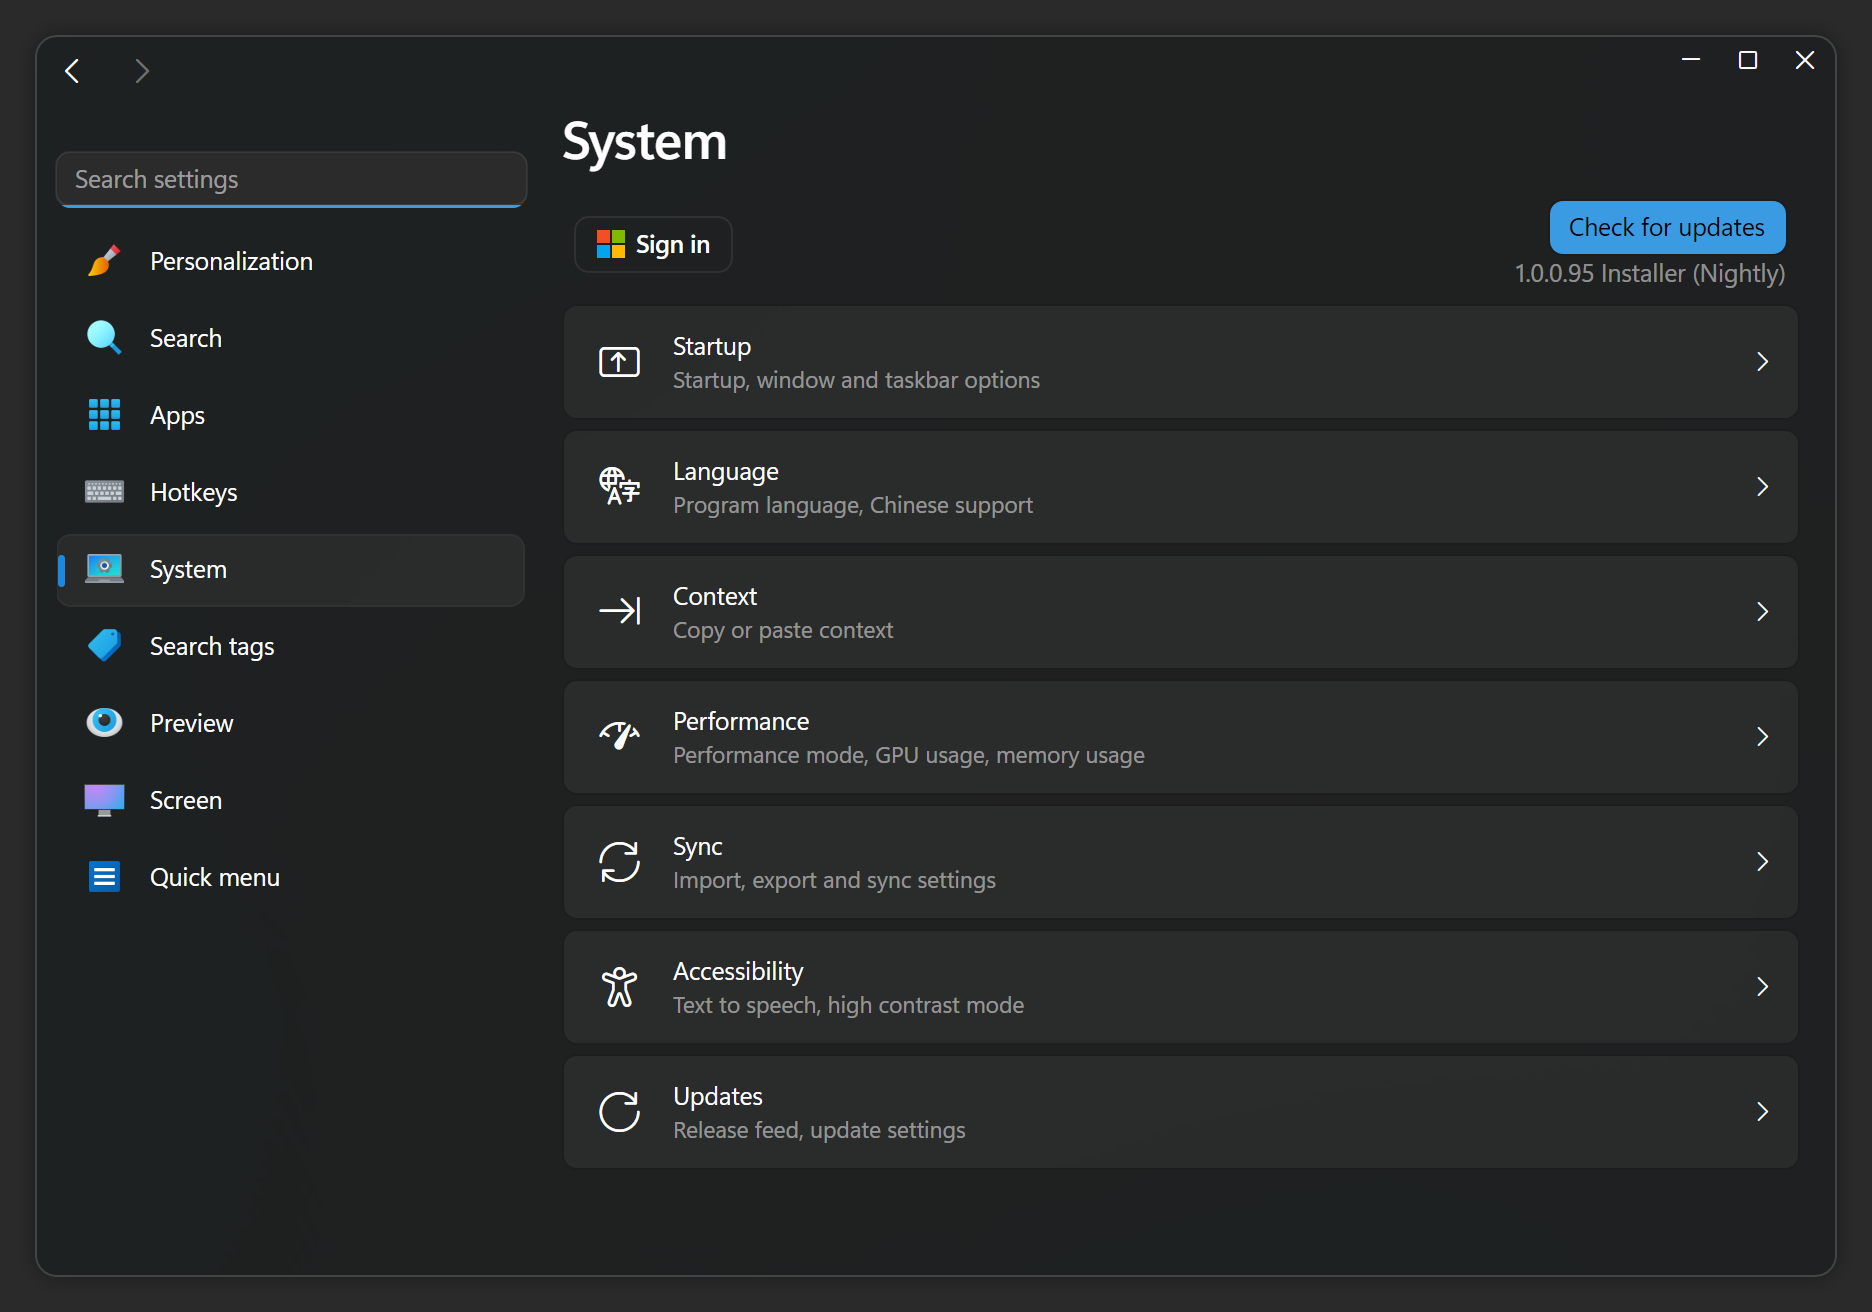 System
Search settings
Personalization
Search
Apps
Hotkeys
System
Search tags
Preview
Screen
Quick menu
Sign in
Check for updates
1.0.0.95 Installer (Nightly)
Startup
Startup, window and taskbar options
Language
Program language, Chinese support
Context
Copy or paste context
Performance
Performance mode, GPU usage, memory usage
Sync
Import, export and sync settings
Accessibility
Text to speech, high contrast mode
Updates
Release feed, update settings